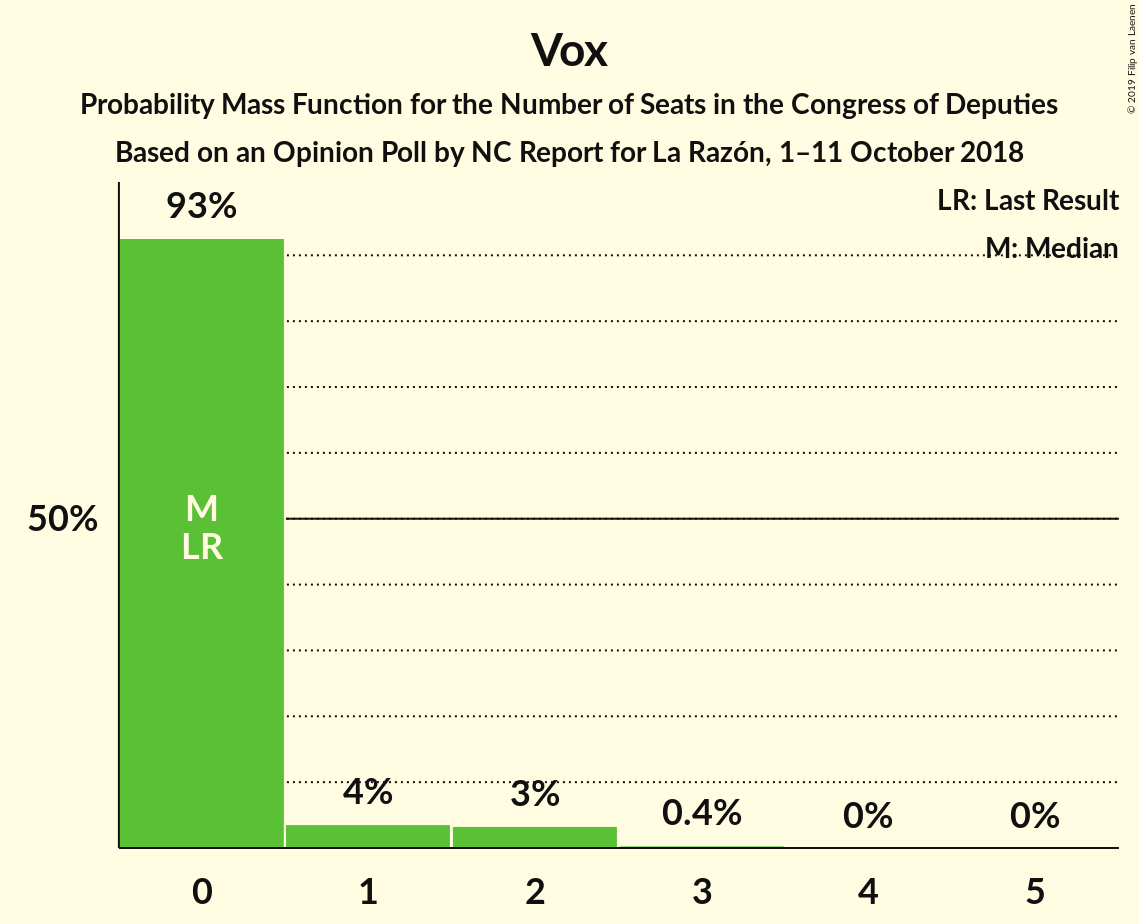 Vox
Probability Mass Function for the Number of Seats in the Congress of Deputies
Based on an Opinion Poll by NC Report for La Razón, 1–11 October 2018
© 2019 Filip van Laenen
LR: Last Result
M: Median
93%
50%
M
LR
4%
3%
0.4%
0%
0%
0
1
2
3
4
5